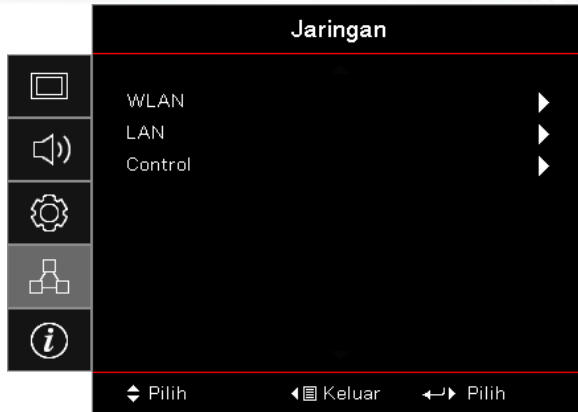 Jaringan
WLAN
LAN
Control
Pilih Keluar Pilih